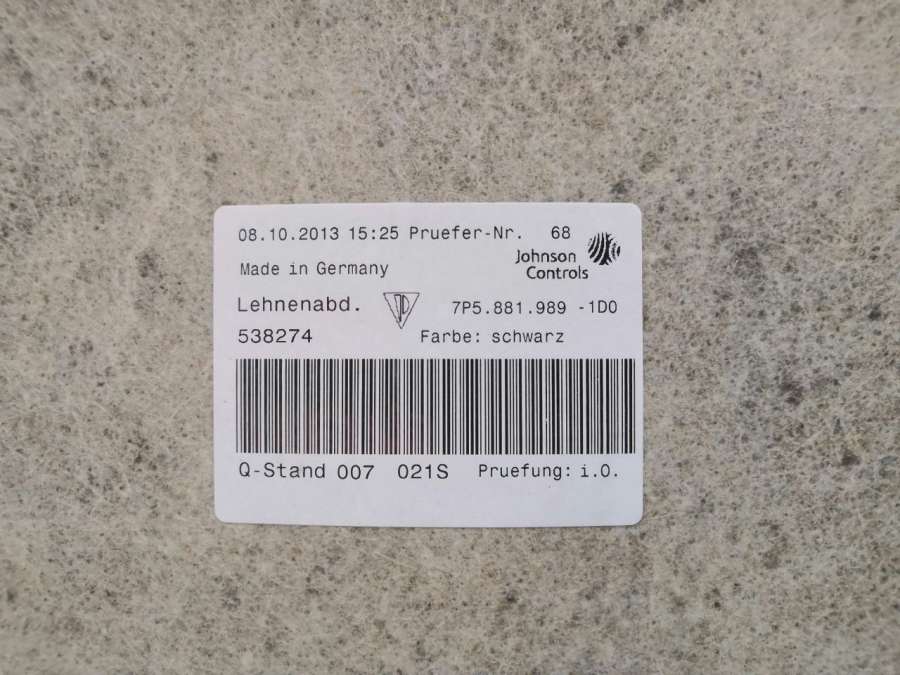 08.10.2013 15:25 Pruefer-Nr. 68
Made in Germany
Johnson
Controls
Lehnenabd. 7P5.881.989 -1D0
538274 Farbe: schwarz
Q-Stand 007 021S Pruefung: i.O.